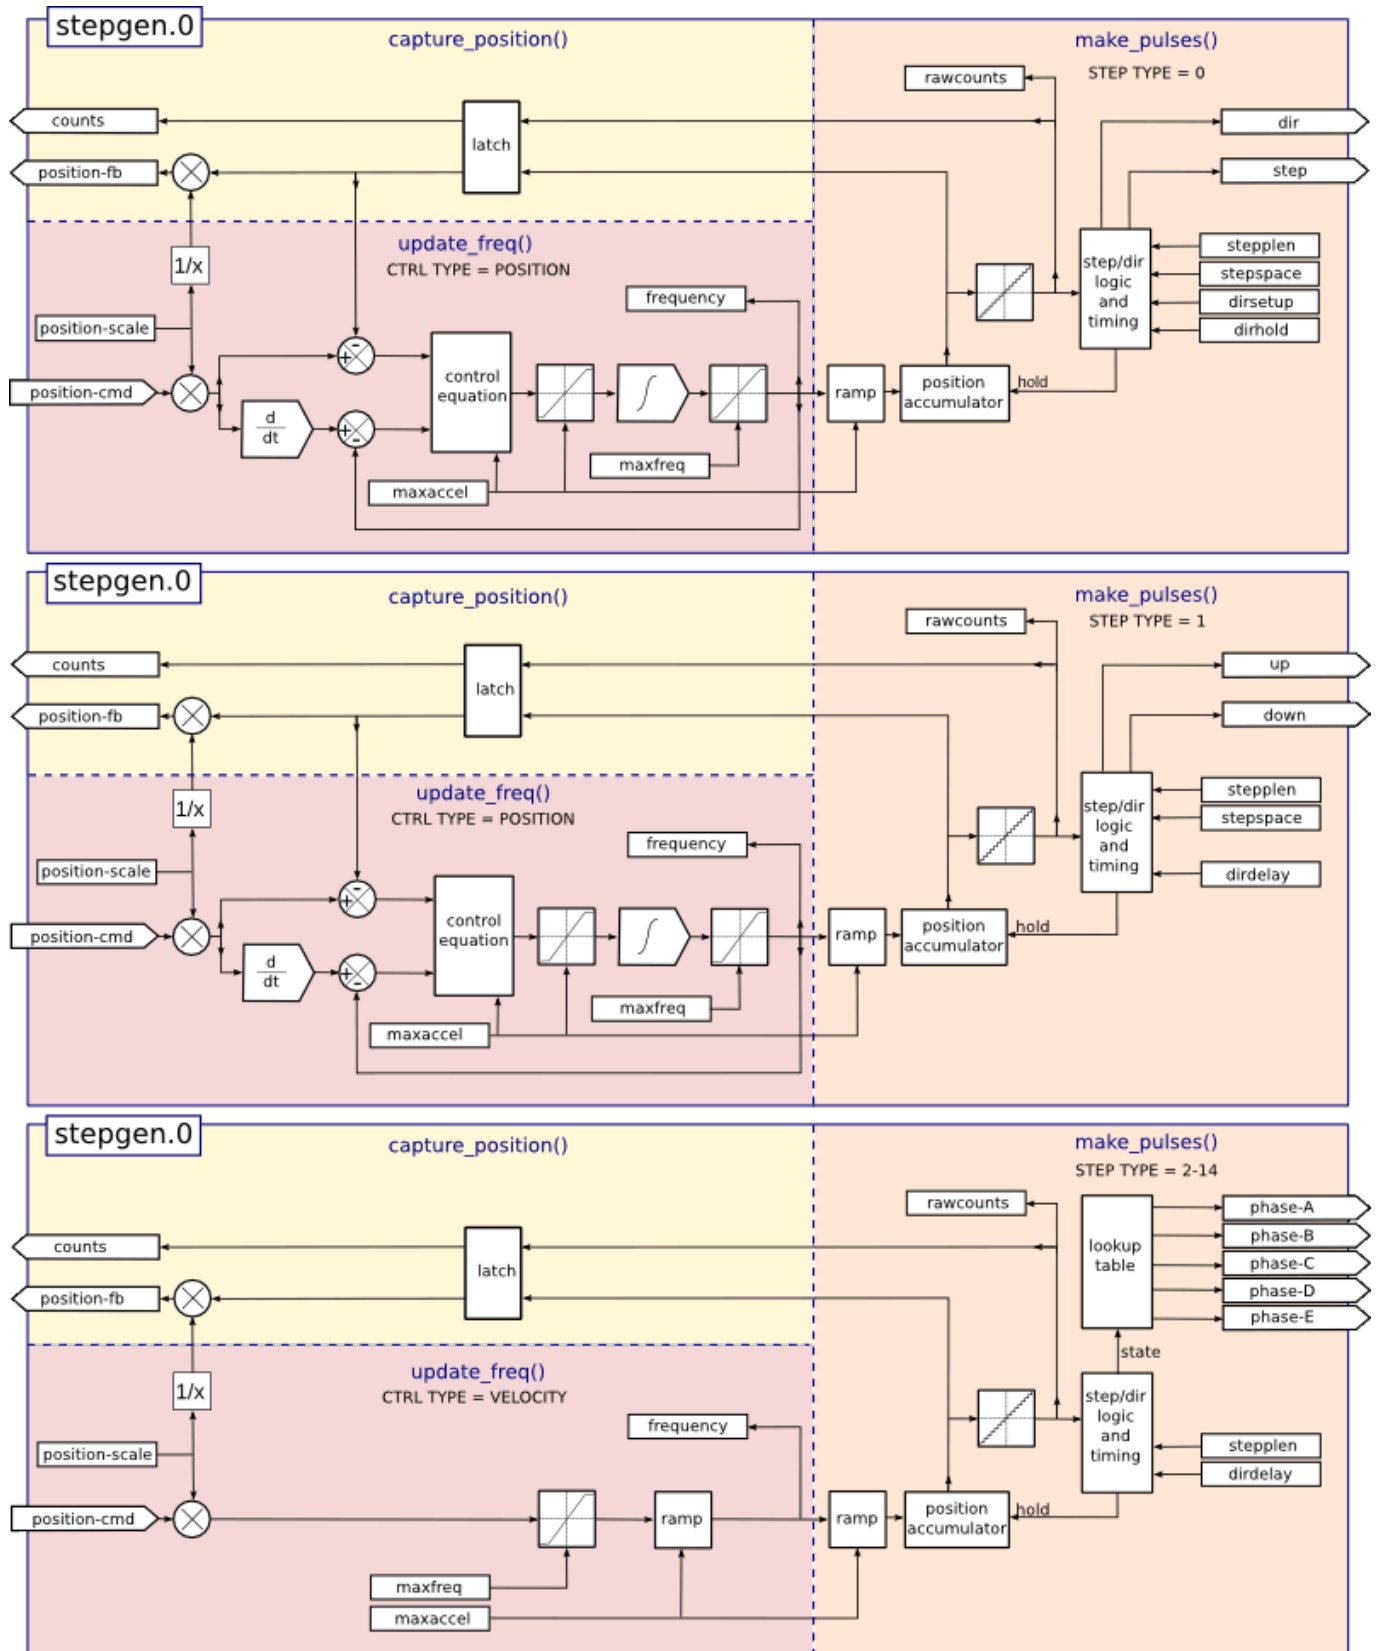 stepgen.0
capture_position()
make_pulses()
STEP TYPE = 0
rawcounts
counts
latch
dir
position-fb
step
update_freq()
CTRL TYPE = POSITION
1/x
frequency
position-scale
position-cmd
d
dt
control
equation
maxfreq
maxaccel
ramp
position
accumulator
hold
step/dir
logic
and
timing
stepplen
stepspace
dirsetup
dirhold
+
-
+
-
stepgen.0
capture_position()
make_pulses()
STEP TYPE = 1
rawcounts
counts
latch
up
position-fb
down
update_freq()
CTRL TYPE = POSITION
1/x
frequency
position-scale
position-cmd
d
dt
control
equation
maxfreq
maxaccel
ramp
position
accumulator
hold
step/dir
logic
and
timing
stepplen
stepspace
dirdelay
+
-
+
-
stepgen.0
capture_position()
make_pulses()
STEP TYPE = 2-14
rawcounts
counts
latch
lookup
table
phase-A
phase-B
phase-C
phase-D
phase-E
position-fb
state
update_freq()
CTRL TYPE = VELOCITY
1/x
frequency
position-scale
position-cmd
ramp
maxfreq
maxaccel
ramp
position
accumulator
hold
step/dir
logic
and
timing
stepplen
dirdelay